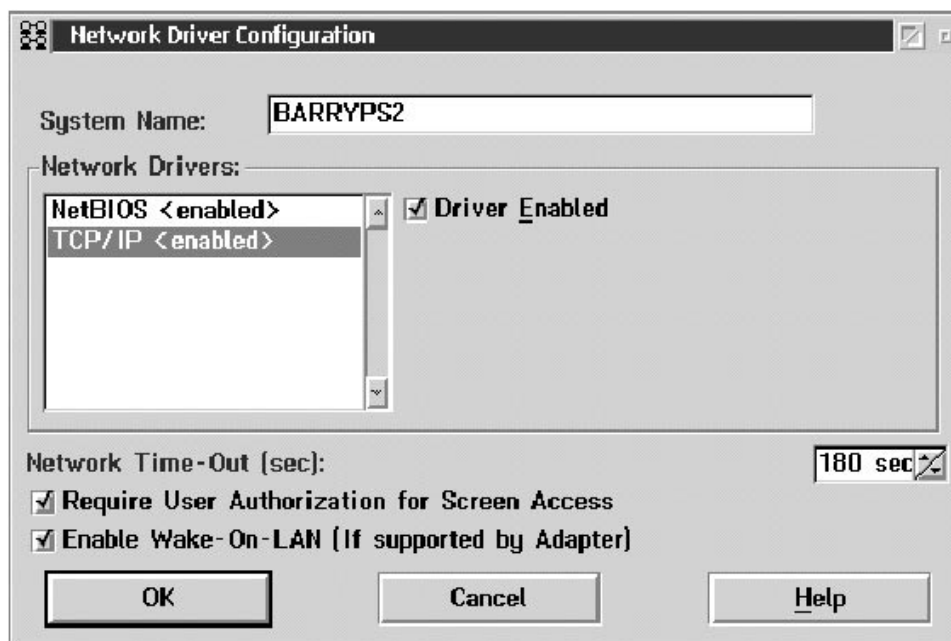 Network Driver Configuration
System Name:
BARRYPS2
Network Drivers:
NetBIOS <enabled>
TCP/IP <enabled>
Driver Enabled
Network Time-Out (sec):
180 sec
Require User Authorization for Screen Access
Enable Wake-On-LAN (If supported by Adapter)
OK
Cancel
Help